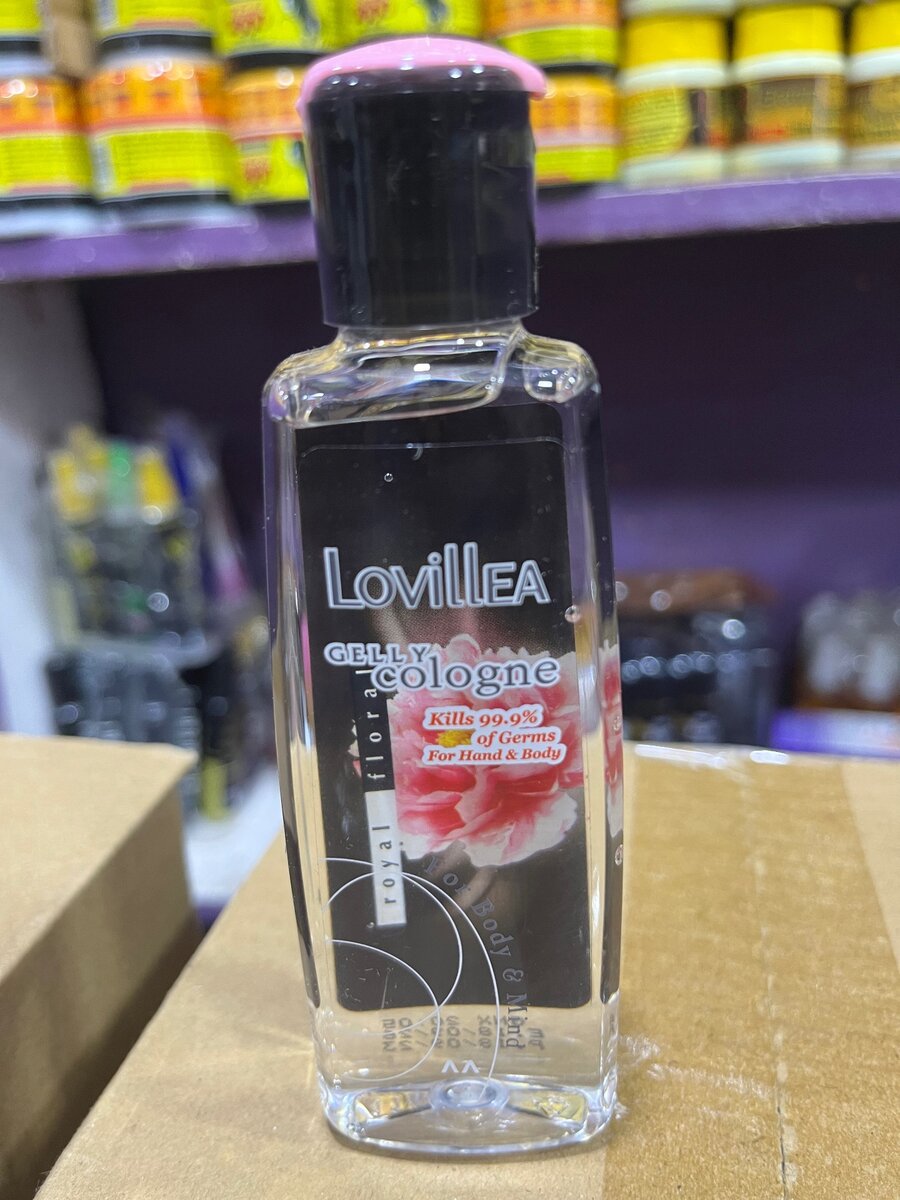 LovillEA
GELLY
cologne
Kills 99.9%
of Germs
For Hand & Body
royal floral
For Body & Mind